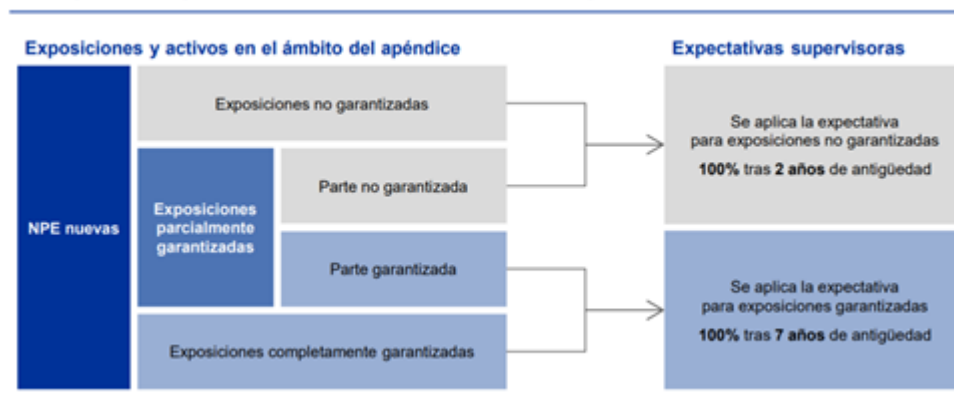 Exposiciones y activos en el ámbito del apéndice
Expectativas supervisoras
NPE nuevas
Exposiciones no garantizadas
Exposiciones
parcialmente
garantizadas
Parte no garantizada
Parte garantizada
Exposiciones completamente garantizadas
Se aplica la expectativa
para exposiciones no garantizadas
100% tras 2 años de antigüedad
Se aplica la expectativa
para exposiciones garantizadas
100% tras 7 años de antigüedad